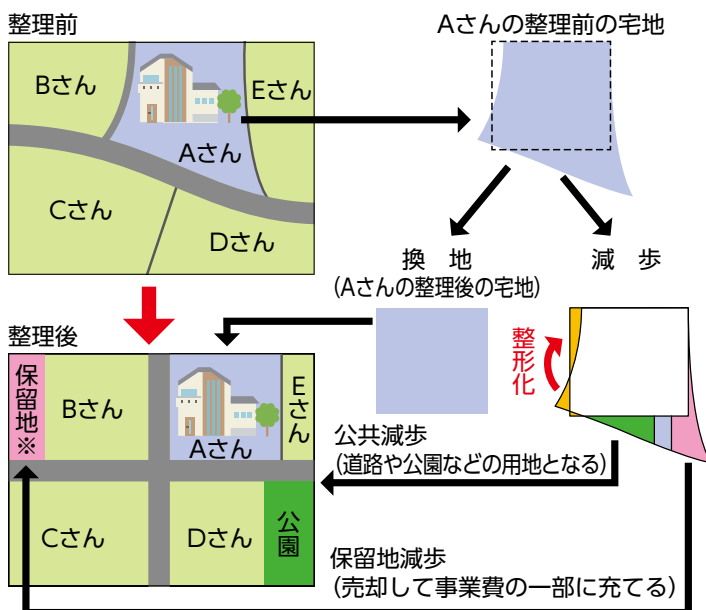 整理前
Bさん
Eさん
Aさん
Cさん
Dさん
Aさんの整理前の宅地
換 地
(Aさんの整理後の宅地)
減 歩
整形化
整理後
保留地※
Bさん
Aさん
Eさん
Cさん
Dさん
公園
公共減歩
(道路や公園などの用地となる)
保留地減歩
(売却して事業費の一部に充てる)